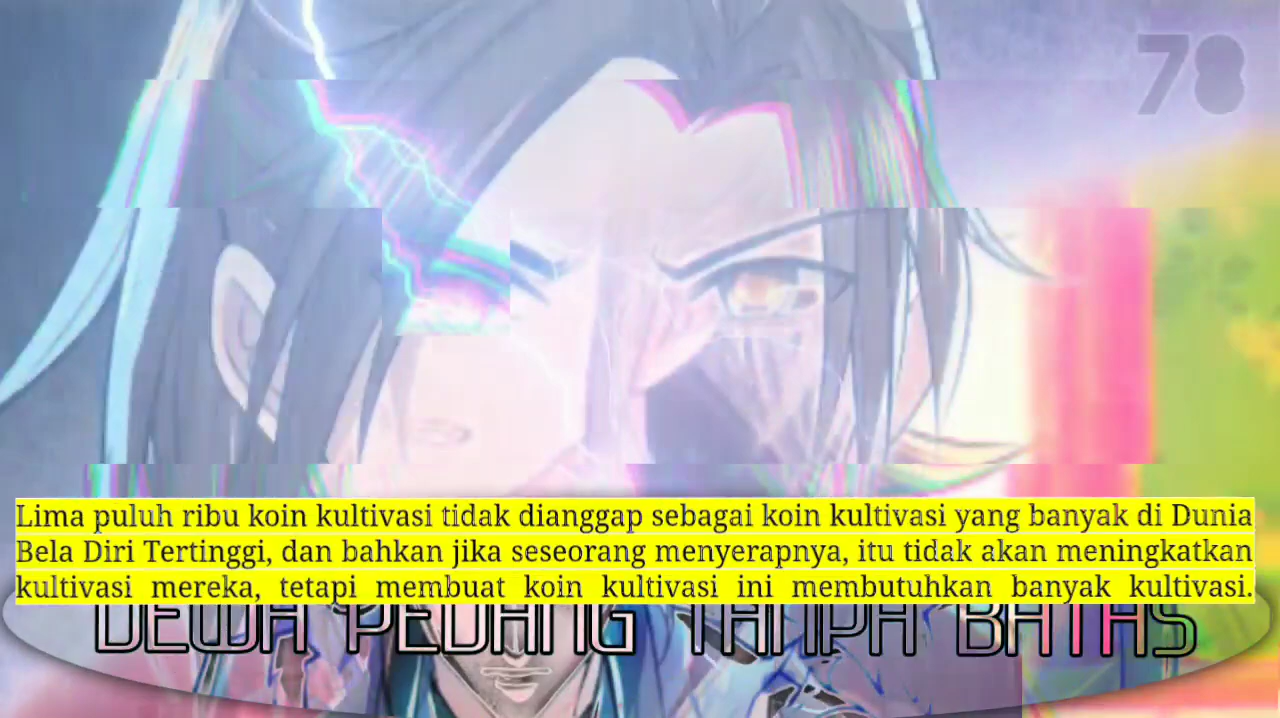 78
Lima puluh ribu koin kultivasi tidak dianggap sebagai koin kultivasi yang banyak di Dunia
Bela Diri Tertinggi, dan bahkan jika seseorang menyerapnya, itu tidak akan meningkatkan
kultivasi mereka, tetapi membuat koin kultivasi ini membutuhkan banyak kultivasi.
DEWA PEDANG TANPA BATAS